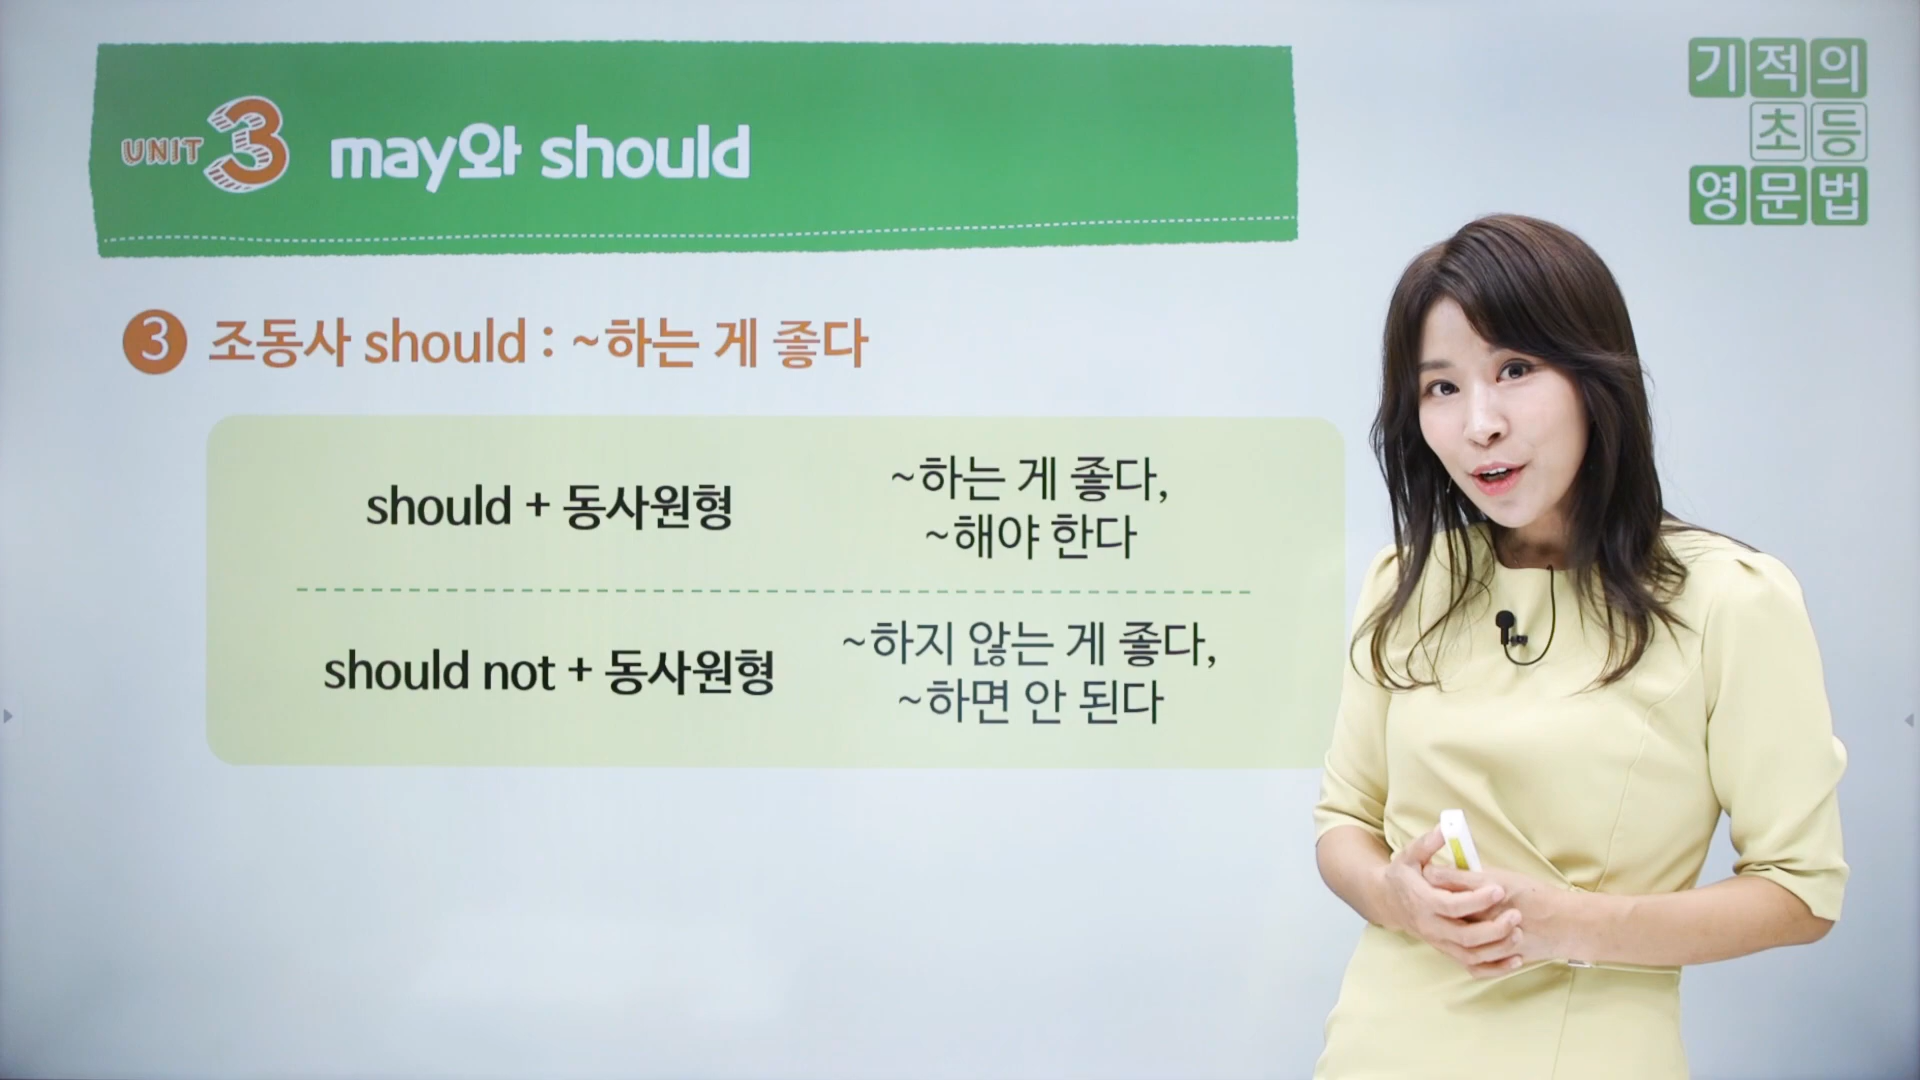 UNIT 3 may와 should
기적의
초등
영문법
3 조동사 should : ~하는 게 좋다
should + 동사원형
~하는 게 좋다,
~해야 한다
should not + 동사원형
~하지 않는 게 좋다,
~하면 안 된다